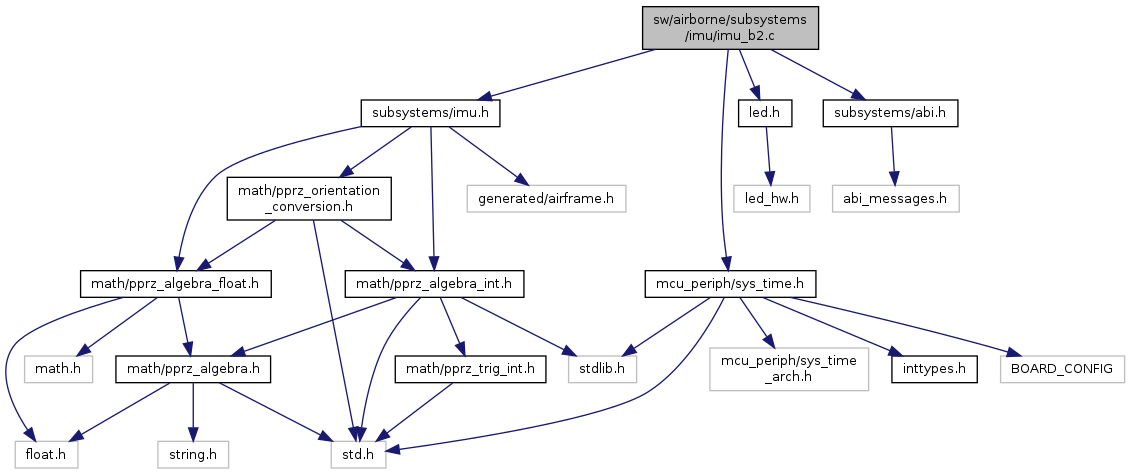 sw/airborne/subsystems
/imu/imu_b2.c
subsystems/imu.h
led.h
subsystems/abi.h
math/pprz_orientation
_conversion.h
generated/airframe.h
led_hw.h
abi_messages.h
math/pprz_algebra_float.h
math/pprz_algebra_int.h
mcu_periph/sys_time.h
math.h
math/pprz_algebra.h
math/pprz_trig_int.h
stdlib.h
mcu_periph/sys_time
_arch.h
inttypes.h
BOARD_CONFIG
float.h
string.h
std.h